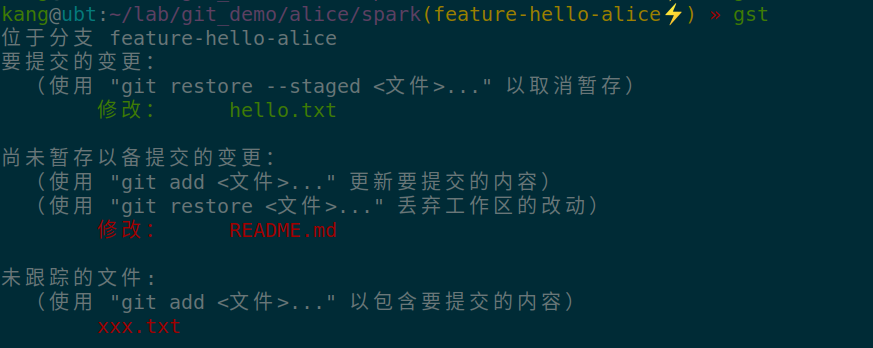 kang@ubt:~/lab/git_demo/alice/spark(feature-hello-alice⚡) » gst
位于分支 feature-hello-alice
要提交的变更：
（使用 "git restore --staged <文件>..." 以取消暂存）
修改： hello.txt
尚未暂存以备提交的变更：
（使用 "git add <文件>..." 更新要提交的内容）
（使用 "git restore <文件>..." 丢弃工作区的改动）
修改： README.md
未跟踪的文件:
（使用 "git add <文件>..." 以包含要提交的内容）
xxx.txt